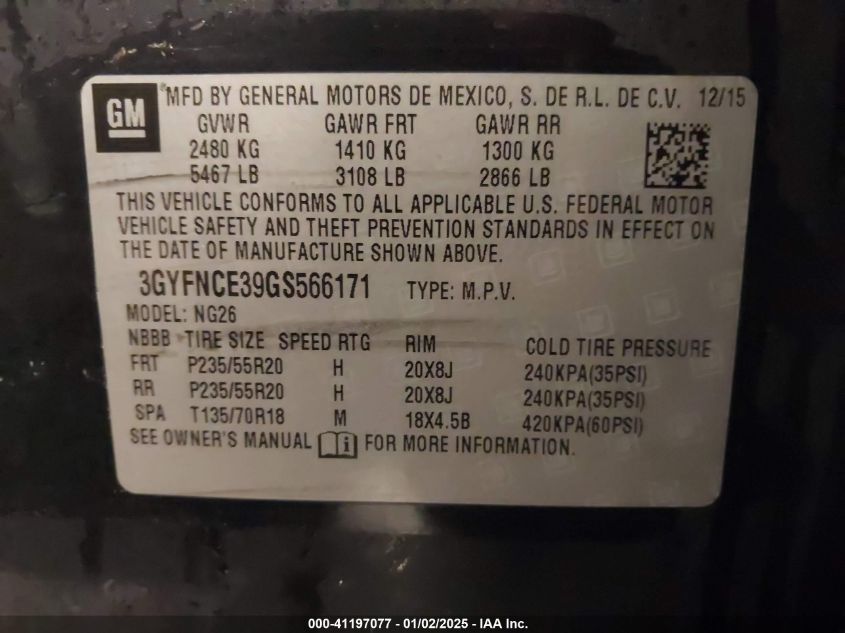 GM
®MFD BY GENERAL MOTORS DE MEXICO, S. DE R.L. DE C.V. 12/15
GVWR GAWR FRT GAWR RR
2480 KG 1410 KG 1300 KG
5467 LB 3108 LB 2866 LB
THIS VEHICLE CONFORMS TO ALL APPLICABLE U.S. FEDERAL MOTOR
VEHICLE SAFETY AND THEFT PREVENTION STANDARDS IN EFFECT ON
THE DATE OF MANUFACTURE SHOWN ABOVE.
3GYFNCE39GS566171 TYPE: M.P.V.
MODEL: NG26
NBBB TIRE SIZE SPEED RTG RIM COLD TIRE PRESSURE
FRT P235/55R20 H 20X8J 240KPA(35PSI)
RR P235/55R20 H 20X8J 240KPA(35PSI)
SPA T135/70R18 M 18X4.5B 420KPA(60PSI)
SEE OWNER'S MANUAL i FOR MORE INFORMATION.
000-41197077 - 01/02/2025 - IAA Inc.